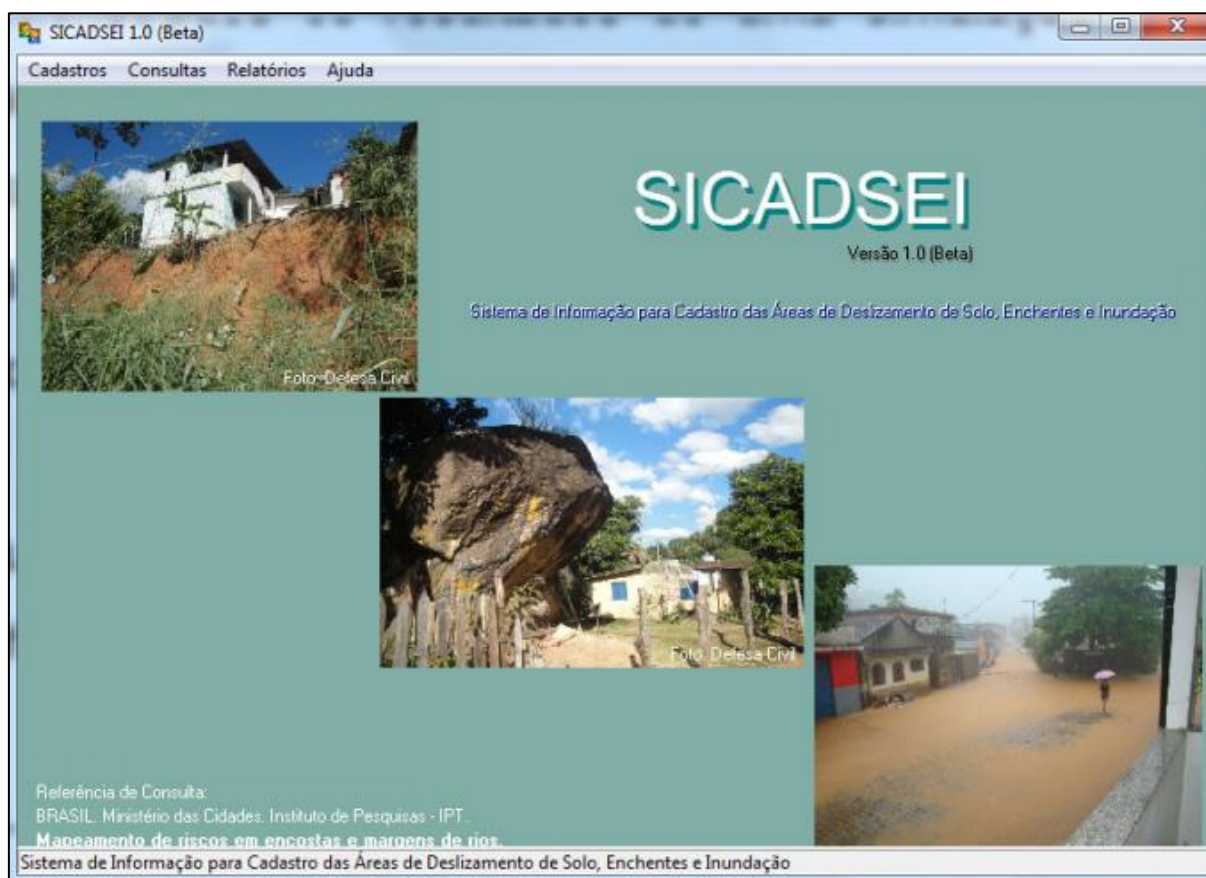 SICADSEI 1.0 (Beta)
Cadastros Consultas Relatórios Ajuda
SICADSEI
Versão 1.0 (Beta)
Sistema de Informação para Cadastro das Áreas de Deslizamento de Solo, Enchentes e Inundação
Foto: Defesa Civil
Foto: Defesa Civil
Referência de Consulta:
BRASIL. Ministério das Cidades. Instituto de Pesquisas - IPT.
Mapeamento de riscos em encostas e margens de rios.
Sistema de Informação para Cadastro das Áreas de Deslizamento de Solo, Enchentes e Inundação